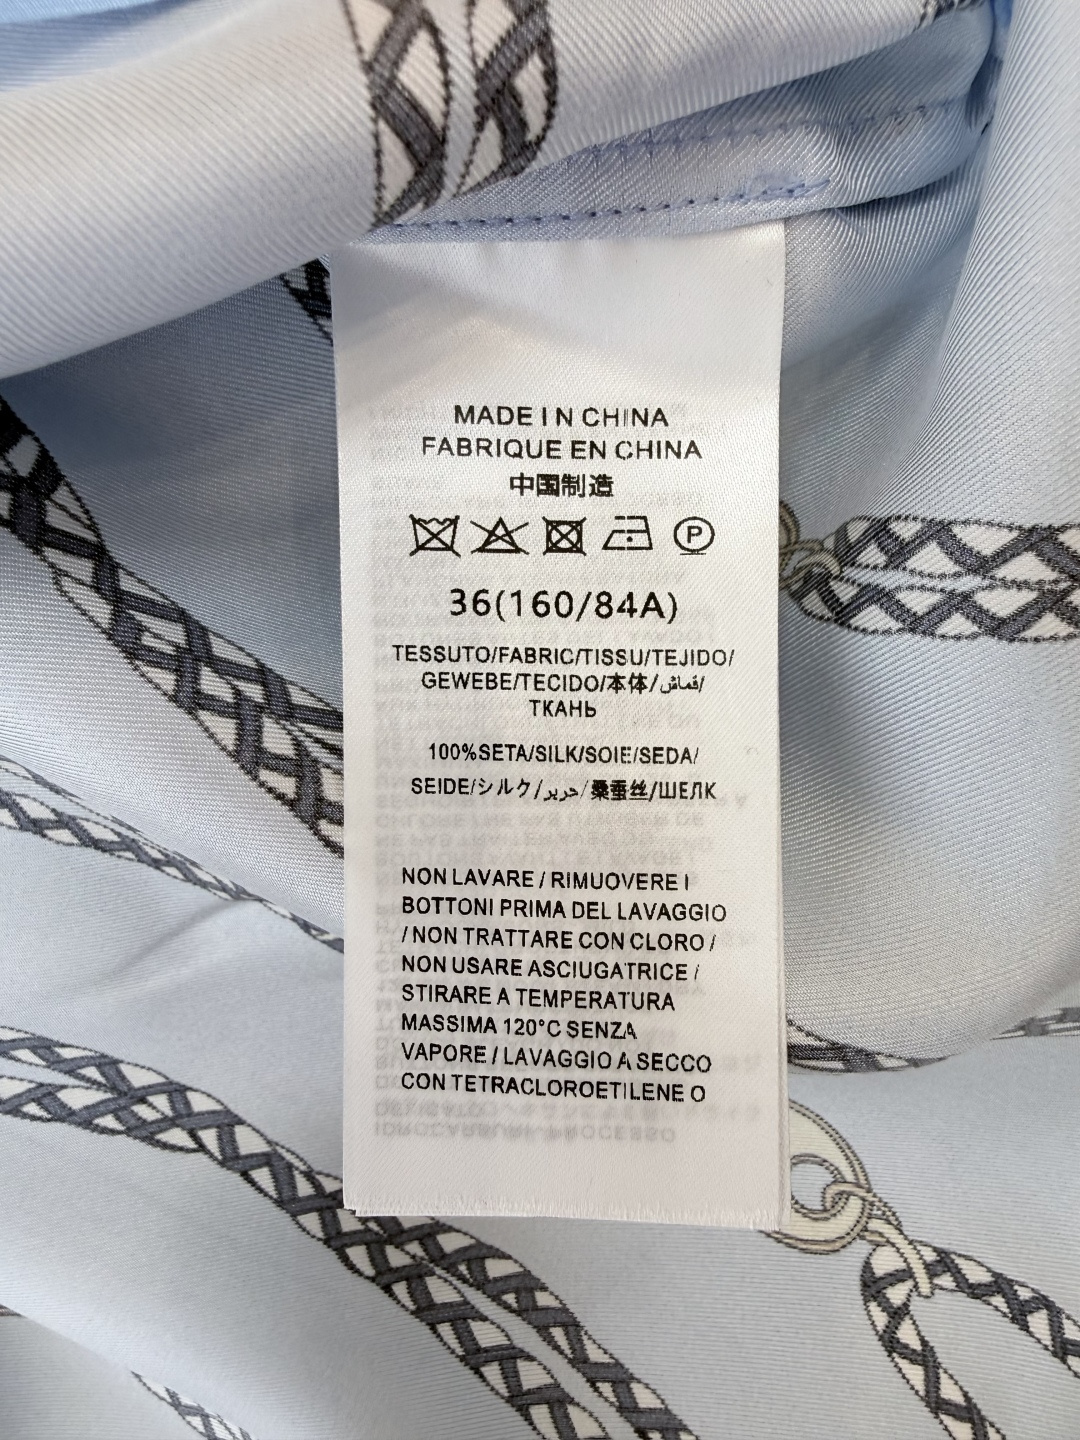 MADE IN CHINA
FABRIQUE EN CHINA
中国制造
P
36(160/84A)
TESSUTO/FABRIC/TISSU/TEJIDO/
GEWEBE/TECIDO/本体/قماش/
ТКАНЬ
100%SETA/SILK/SOIE/SEDA/
SEIDE/シルク/حرير/桑蚕丝/ШЕЛК
NON LAVARE / RIMUOVERE I
BOTTONI PRIMA DEL LAVAGGIO
/ NON TRATTARE CON CLORO /
NON USARE ASCIUGATRICE /
STIRARE A TEMPERATURA
MASSIMA 120°C SENZA
VAPORE / LAVAGGIO A SECCO
CON TETRACLOROETILENE O